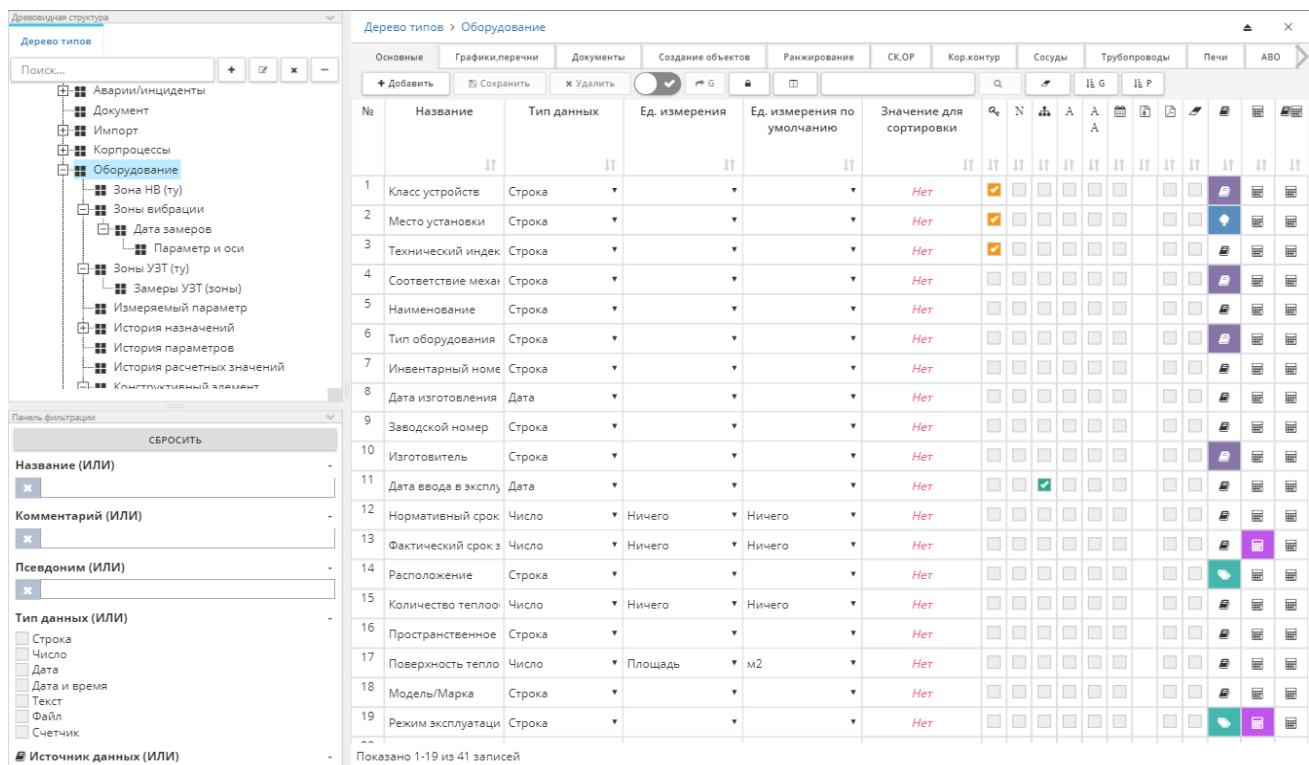 Древовидная структура
Дерево типов
Поиск...
Аварии/инциденты
Документ
Импорт
Корпроцессы
Оборудование
Зона НВ (ту)
Зоны вибрации
Дата замеров
Параметр и оси
Зоны УЗТ (ту)
Замеры УЗТ (зоны)
Измеряемый параметр
История назначений
История параметров
История расчетных значений
Конструктивный элемент
Панель фильтрации
СБРОСИТЬ
Название (ИЛИ) -
Комментарий (ИЛИ) -
Псевдоним (ИЛИ) -
Тип данных (ИЛИ) -
Строка
Число
Дата
Дата и время
Текст
Файл
Счетчик
Источник данных (ИЛИ) -
Дерево типов > Оборудование
Основные Графики,перечни Документы Создание объектов Ранжирование СК,ОР Кор.контур Сосуды Трубопроводы Печи АВО
+ Добавить Сохранить Удалить G G P
№ Название Тип данных Ед. измерения Ед. измерения по умолчанию Значение для сортировки N A A A
1 Класс устройств Строка Нет
2 Место установки Строка Нет
3 Технический индек Строка Нет
4 Соответствие механ Строка Нет
5 Наименование Строка Нет
6 Тип оборудования Строка Нет
7 Инвентарный номе Строка Нет
8 Дата изготовления Дата Нет
9 Заводской номер Строка Нет
10 Изготовитель Строка Нет
11 Дата ввода в эксплу Дата Нет
12 Нормативный срок Число Ничего Ничего Нет
13 Фактический срок э Число Ничего Ничего Нет
14 Расположение Строка Нет
15 Количество теплоо Число Ничего Ничего Нет
16 Пространственное Строка Нет
17 Поверхность тепло Число Площадь м2 Нет
18 Модель/Марка Строка Нет
19 Режим эксплуатаци Строка Нет
Показано 1-19 из 41 записей